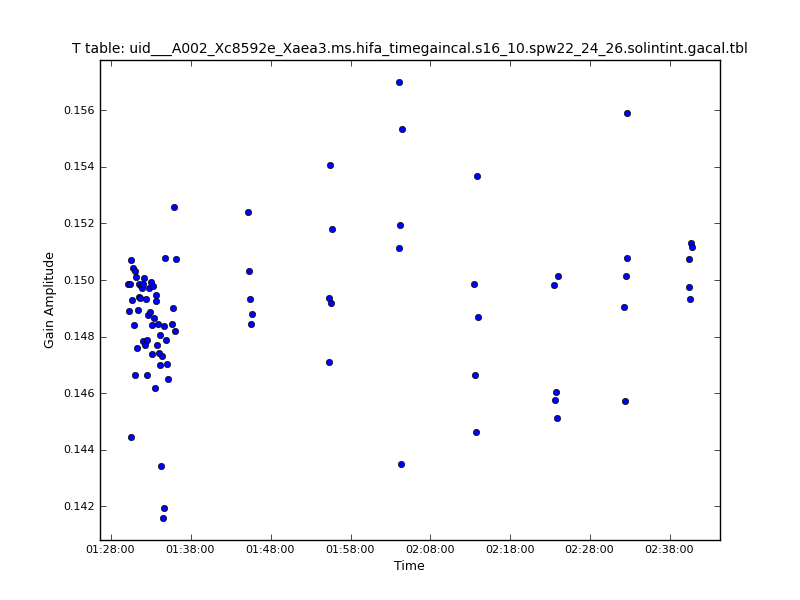 T table: uid___A002_Xc8592e_Xaea3.ms.hifa_timegaincal.s16_10.spw22_24_26.solintint.gacal.tbl
0.156
0.154
0.152
0.150
0.148
0.146
0.144
0.142
Gain Amplitude
01:28:00 01:38:00 01:48:00 01:58:00 02:08:00 02:18:00 02:28:00 02:38:00
Time